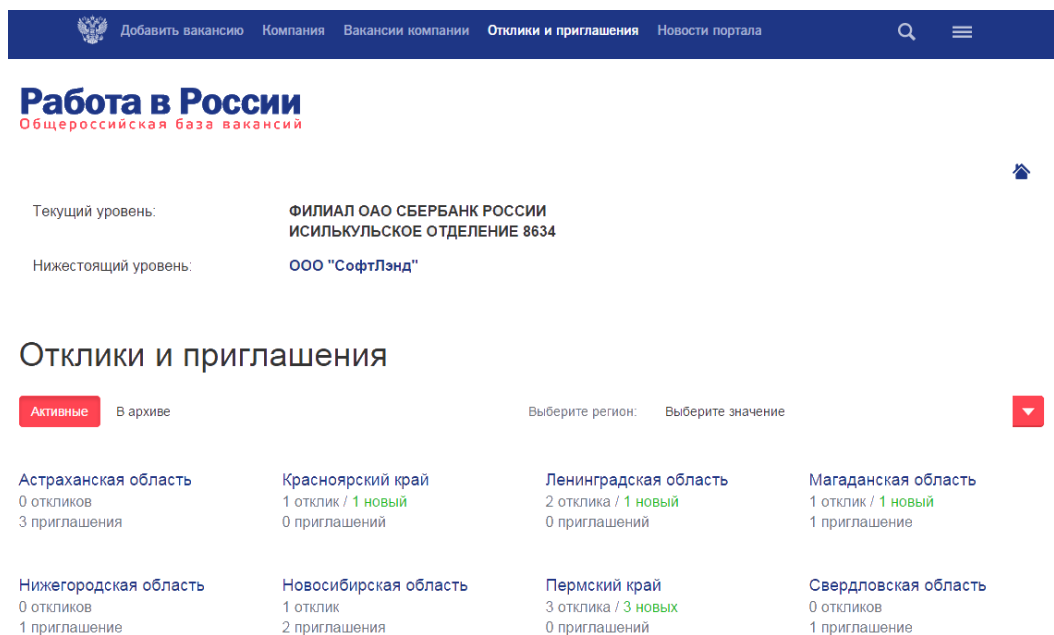 Добавить вакансию Компания Вакансии компании Отклики и приглашения Новости портала
Работа в России
Общероссийская база вакансий
Текущий уровень: ФИЛИАЛ ОАО СБЕРБАНК РОССИИ
ИСИЛЬКУЛЬСКОЕ ОТДЕЛЕНИЕ 8634
Нижестоящий уровень: ООО "СофтЛэнд"
Отклики и приглашения
Активные В архиве Выберите регион: Выберите значение
Астраханская область Красноярский край Ленинградская область Магаданская область
0 откликов 1 отклик / 1 новый 2 отклика / 1 новый 1 отклик / 1 новый
3 приглашения 0 приглашений 0 приглашений 1 приглашение
Нижегородская область Новосибирская область Пермский край Свердловская область
0 откликов 1 отклик 3 отклика / 3 новых 0 откликов
1 приглашение 2 приглашения 0 приглашений 1 приглашение